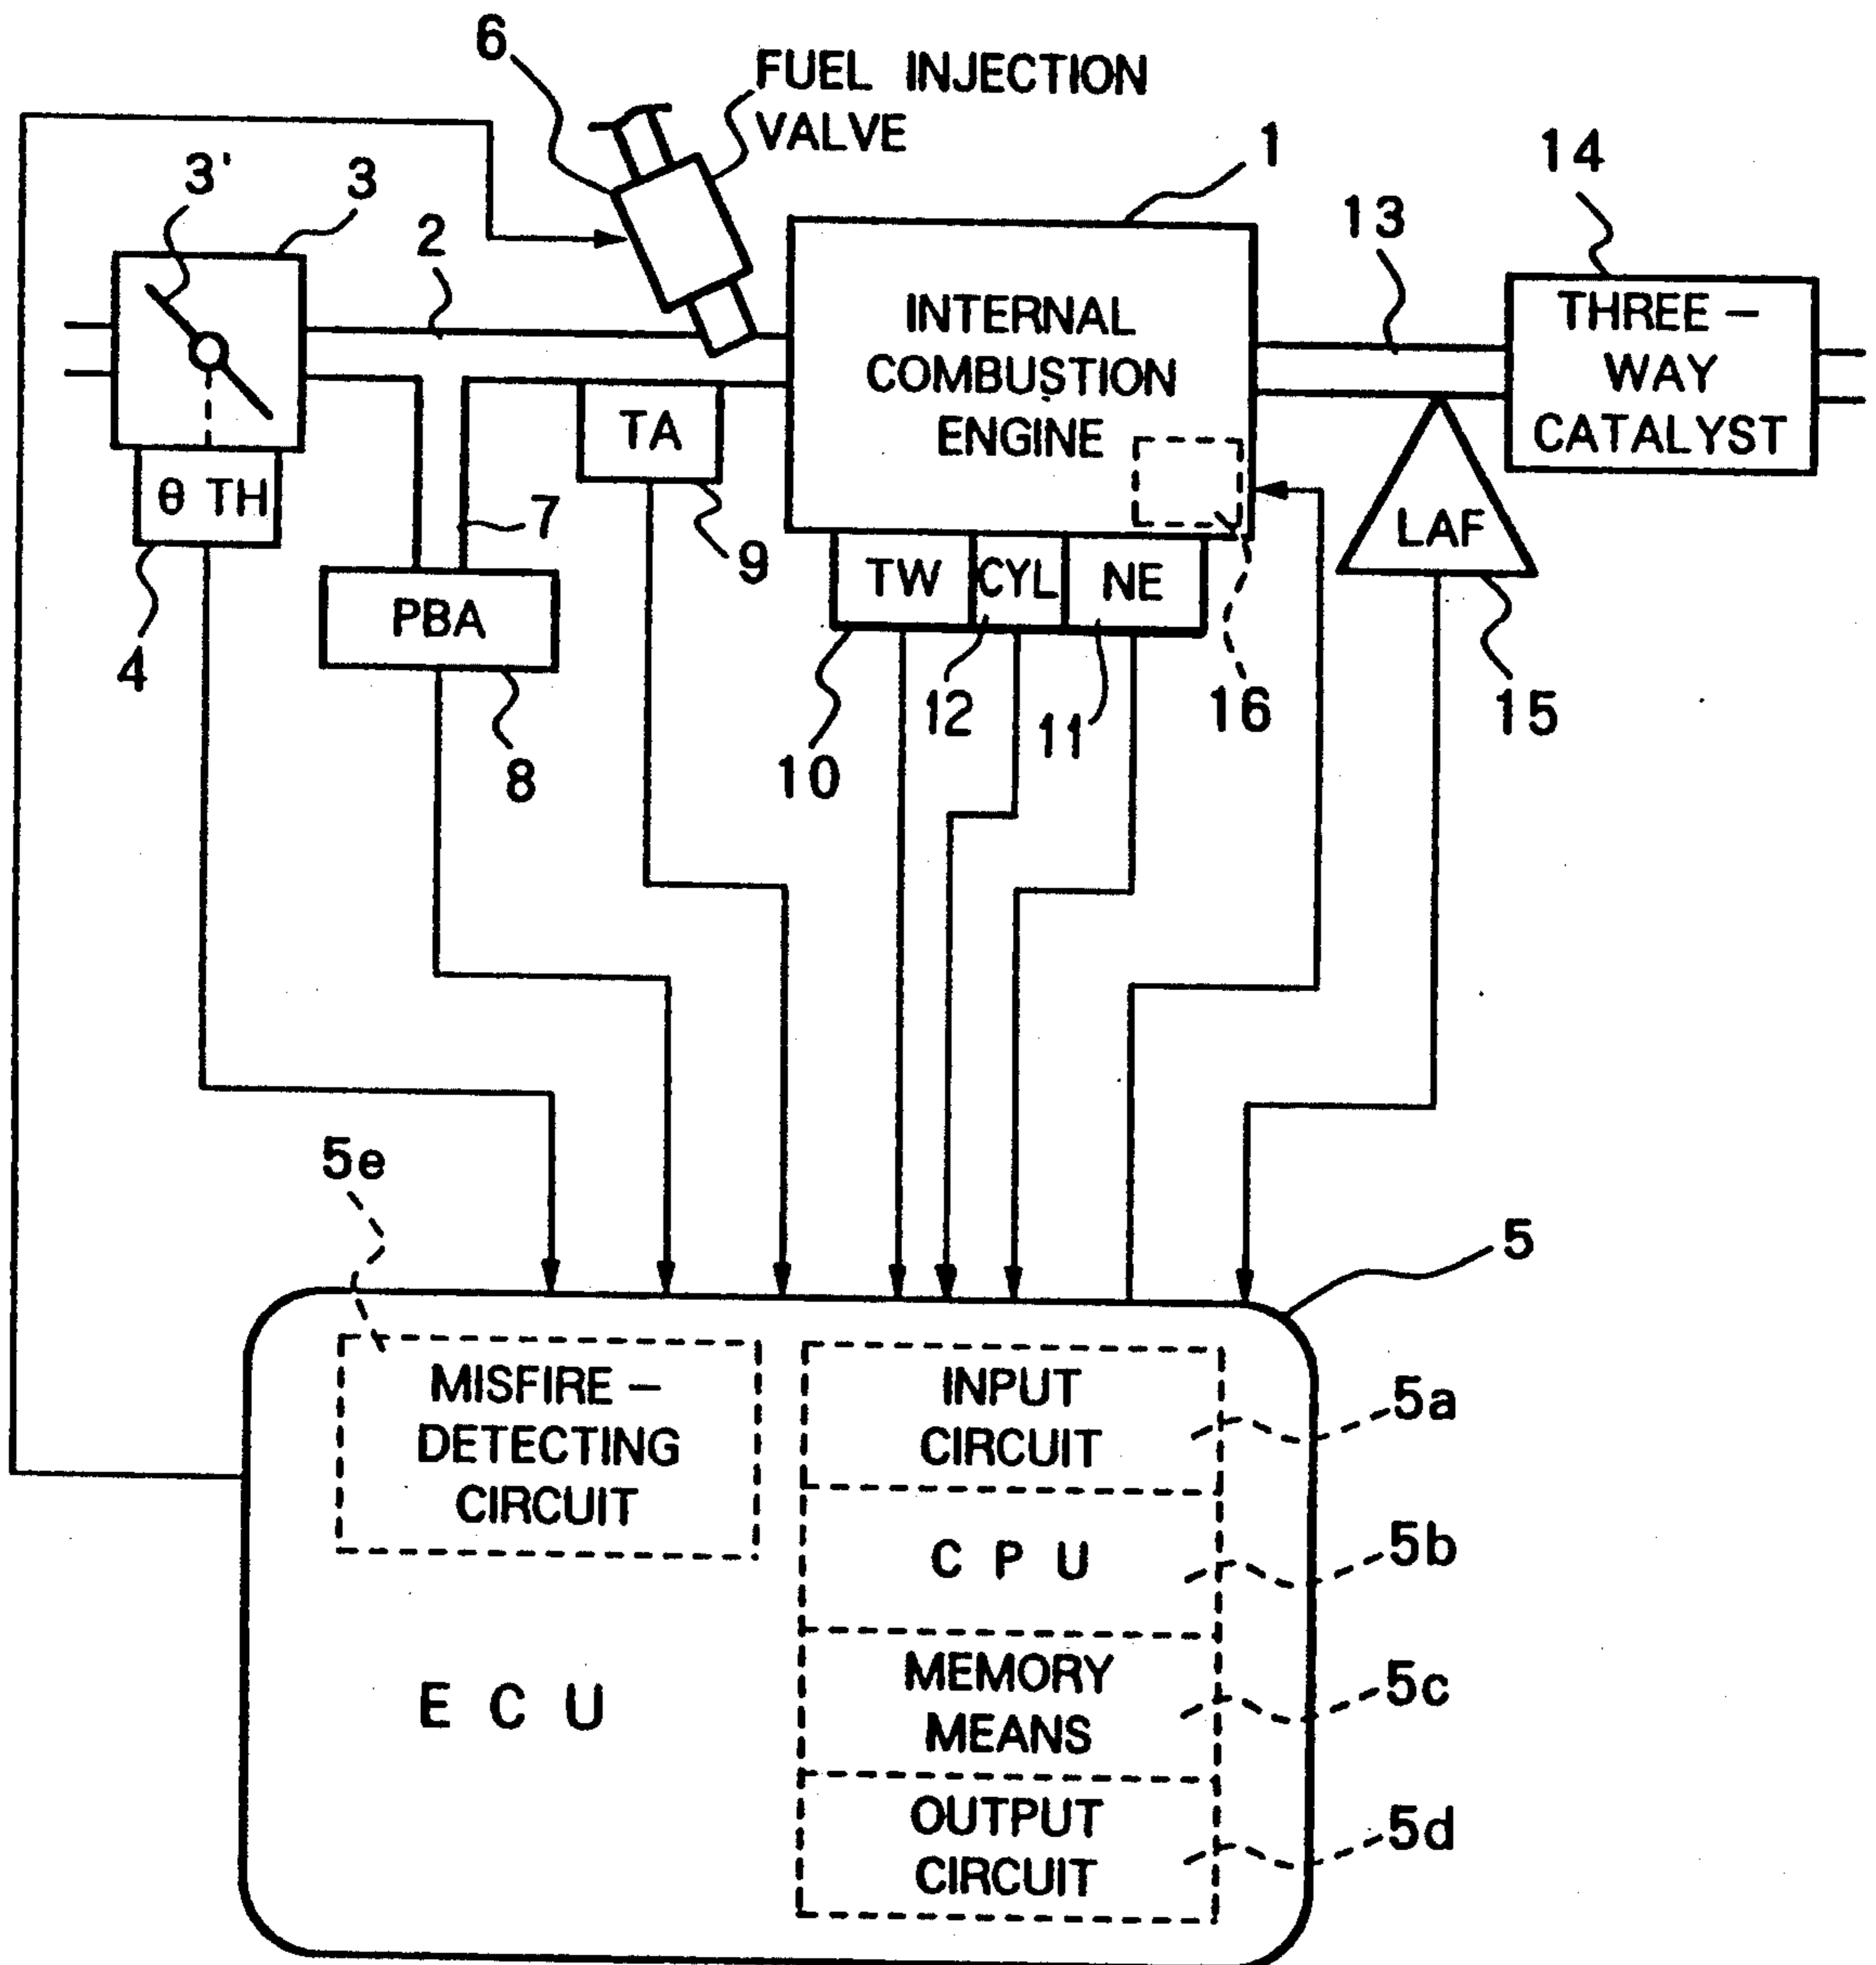 6
FUEL INJECTION
VALVE
1
14
3'
3
2
13
INTERNAL
COMBUSTION
ENGINE
THREE —
WAY
CATALYST
θ TH
TA
7
9
LAF
PBA
TW
CYL
NE
4
8
10
12
11
16
15
5e
5
MISFIRE —
DETECTING
CIRCUIT
INPUT
CIRCUIT
5a
C P U
5b
E C U
MEMORY
MEANS
5c
OUTPUT
CIRCUIT
5d